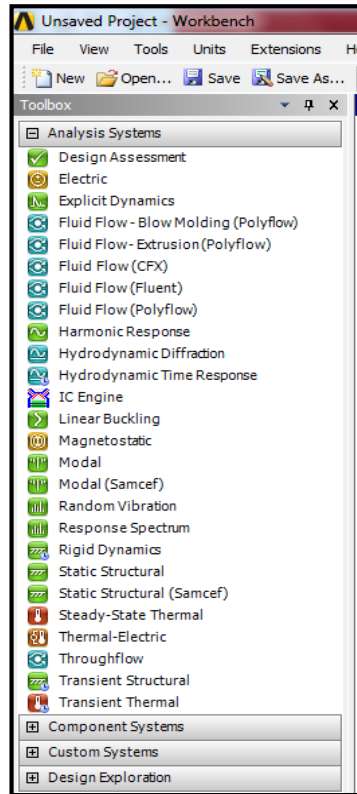 Unsaved Project - Workbench
File View Tools Units Extensions
New Open... Save Save As...
Toolbox
Analysis Systems
Design Assessment
Electric
Explicit Dynamics
Fluid Flow - Blow Molding (Polyflow)
Fluid Flow - Extrusion (Polyflow)
Fluid Flow (CFX)
Fluid Flow (Fluent)
Fluid Flow (Polyflow)
Harmonic Response
Hydrodynamic Diffraction
Hydrodynamic Time Response
IC Engine
Linear Buckling
Magnetostatic
Modal
Modal (Samcef)
Random Vibration
Response Spectrum
Rigid Dynamics
Static Structural
Static Structural (Samcef)
Steady-State Thermal
Thermal-Electric
Throughflow
Transient Structural
Transient Thermal
Component Systems
Custom Systems
Design Exploration